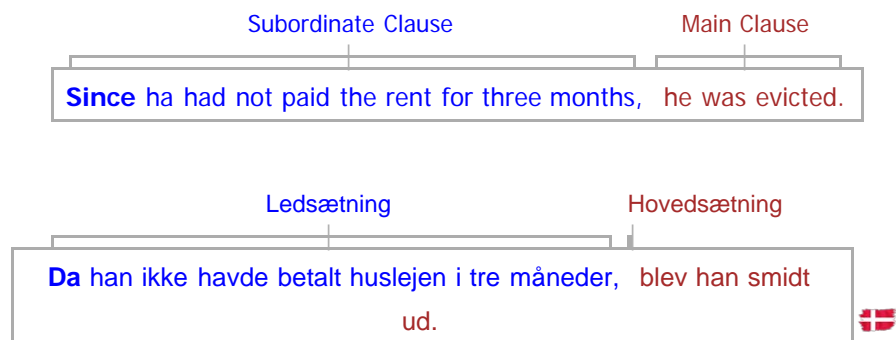 Subordinate Clause Main Clause
Since ha had not paid the rent for three months, he was evicted.
Ledsætning Hovedsætning
Da han ikke havde betalt huslejen i tre måneder, blev han smidt
ud.